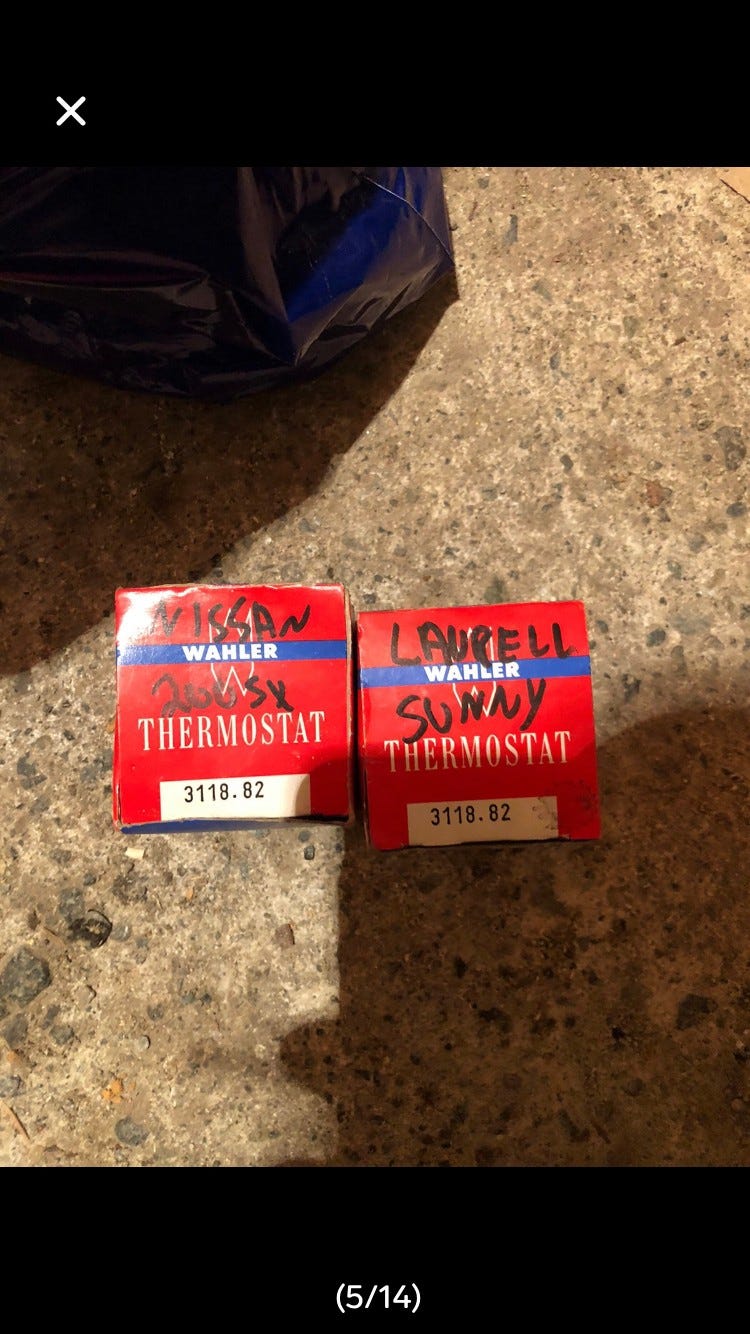 NISSAN
WAHLER
200SX
THERMOSTAT
3118.82
LAURELL
WAHLER
SUNNY
THERMOSTAT
3118.82
(5/14)